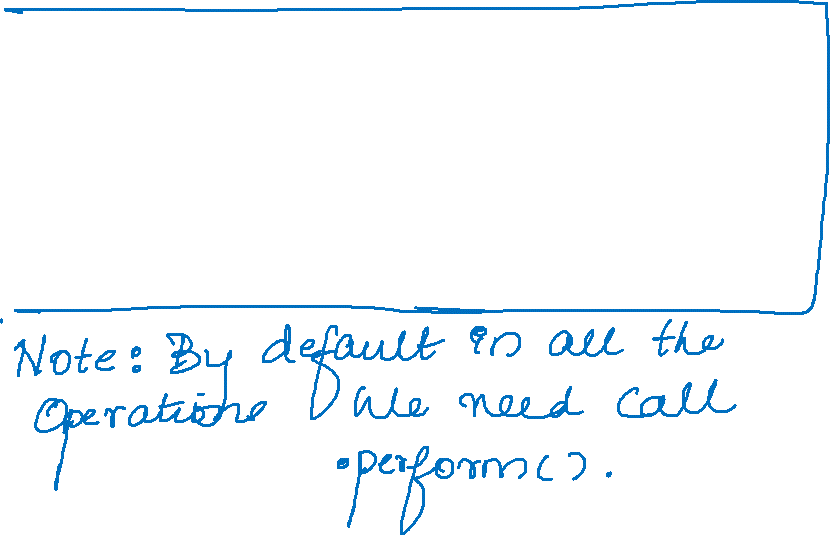 Note: By default in all the
Operations We need call
.perform().